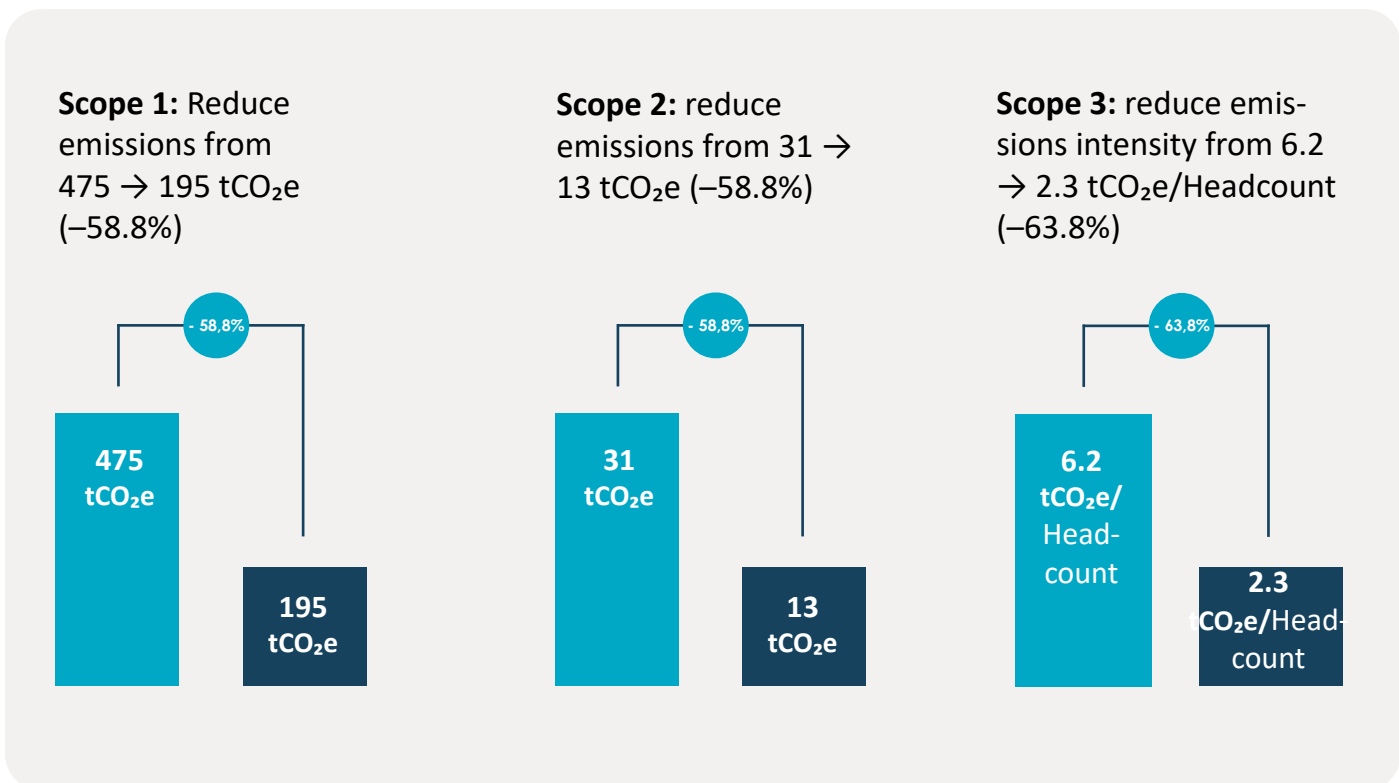 Scope 1: Reduce
emissions from
475 → 195 tCO₂e
(–58.8%)
Scope 2: reduce
emissions from 31 →
13 tCO₂e (–58.8%)
Scope 3: reduce emis-
sions intensity from 6.2
→ 2.3 tCO₂e/Headcount
(–63.8%)
- 58,8%
475
tCO₂e
195
tCO₂e
- 58,8%
31
tCO₂e
13
tCO₂e
- 63,8%
6.2
tCO₂e/
Head-
count
2.3
tCO₂e/Head-
count